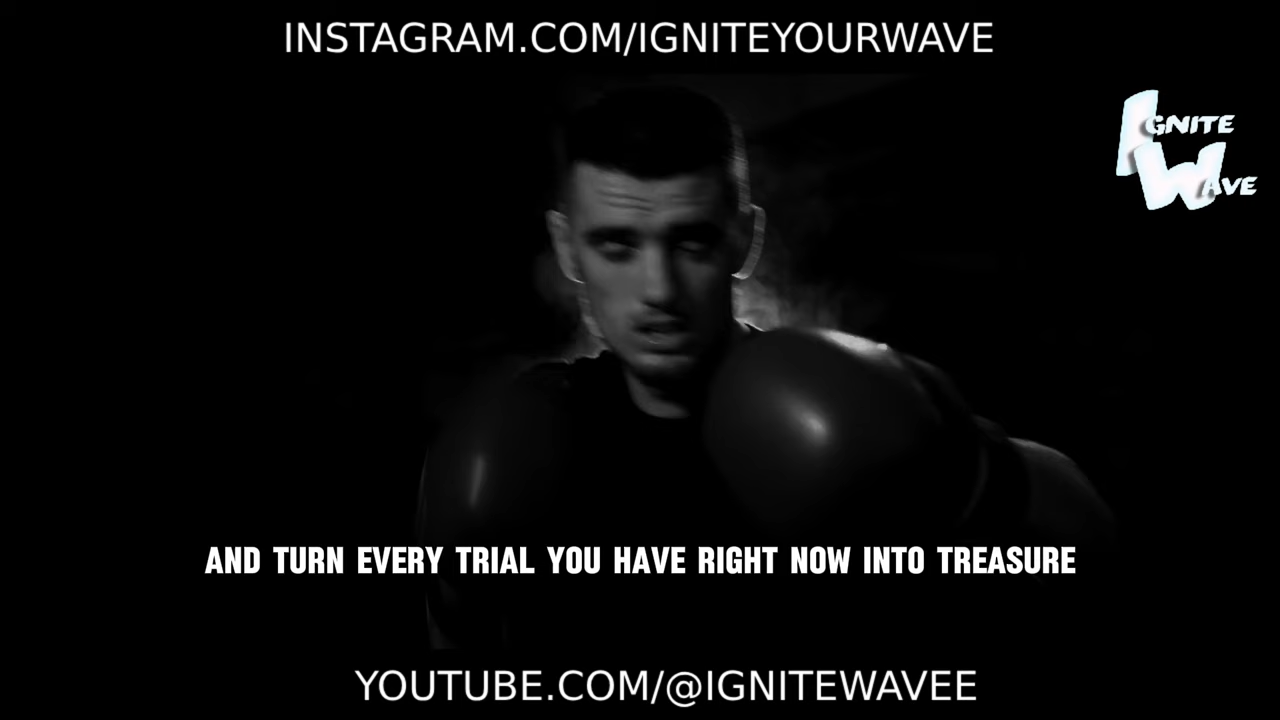 INSTAGRAM.COM/IGNITEYOURWAVE
IGNITE
WAVE
AND TURN EVERY TRIAL YOU HAVE RIGHT NOW INTO TREASURE
YOUTUBE.COM/@IGNITEWAVEE